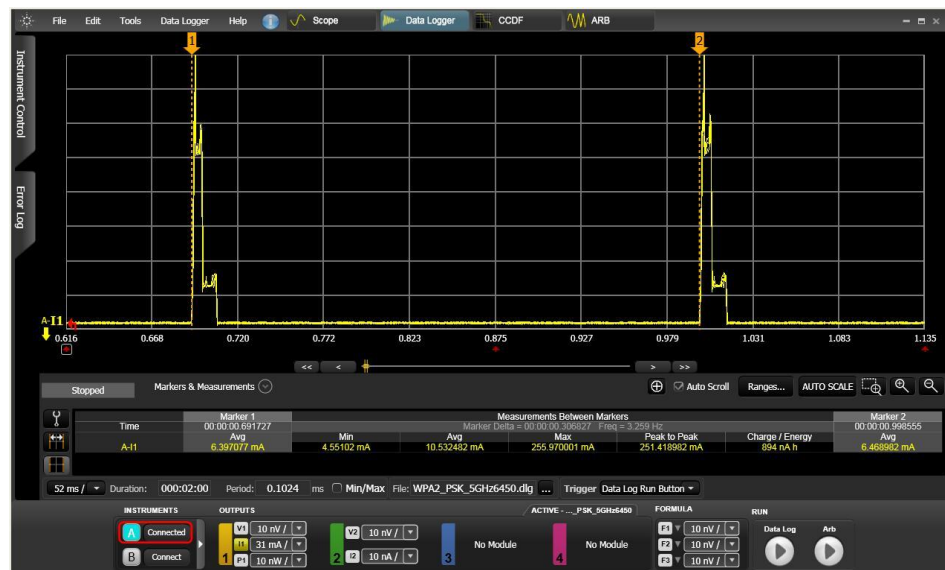 File Edit Tools Data Logger Help Scope Data Logger CCDF ARB
Instrument Control
Error Log
1 2
A-I1
0.616 0.668 0.720 0.772 0.823 0.875 0.927 0.979 1.031 1.083 1.135
<< < > >>
Stopped Markers & Measurements Auto Scroll Ranges... AUTO SCALE
Marker 1 Measurements Between Markers Marker 2
Time 00:00:00.691727 Marker Delta = 00:00:00.306827 Freq = 3.259 Hz 00:00:00.998555
Avg Min Avg Max Peak to Peak Charge / Energy Avg
A-I1 6.397077 mA 4.55102 mA 10.532482 mA 255.970001 mA 251.418982 mA 894 nA h 6.468982 mA
52 ms / Duration: 000:02:00 Period: 0.1024 ms Min/Max File: WPA2_PSK_5GHz6450.dlg ... Trigger Data Log Run Button
INSTRUMENTS OUTPUTS ACTIVE - ..._PSK_5GHz6450 FORMULA RUN
A Connected V1 10 nV / V2 10 nV / F1 10 nV / Data Log Arb
I1 31 mA / No Module No Module F2 10 nV /
B Connect 1 P1 10 nW / 2 I2 10 nA / 3 4 F3 10 nV /